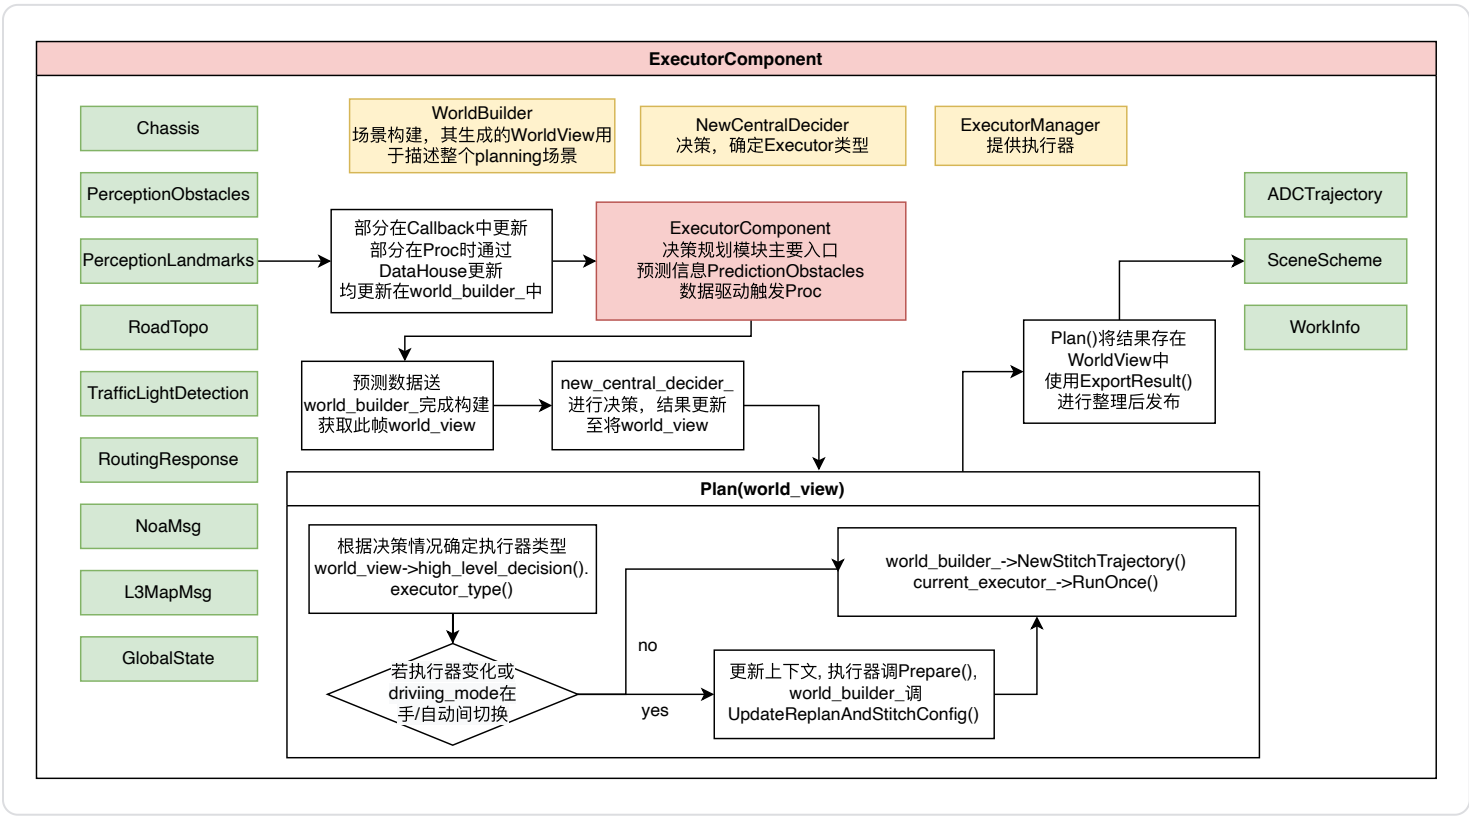 ExecutorComponent
Chassis
PerceptionObstacles
PerceptionLandmarks
RoadTopo
TrafficLightDetection
RoutingResponse
NoaMsg
L3MapMsg
GlobalState
WorldBuilder
场景构建，其生成的WorldView用
于描述整个planning场景
NewCentralDecider
决策，确定Executor类型
ExecutorManager
提供执行器
部分在Callback中更新
部分在Proc时通过
DataHouse更新
均更新在world_builder_中
ExecutorComponent
决策规划模块主要入口
预测信息PredictionObstacles
数据驱动触发Proc
预测数据送
world_builder_完成构建
获取此帧world_view
new_central_decider_
进行决策，结果更新
至将world_view
Plan(world_view)
根据决策情况确定执行器类型
world_view->high_level_decision().
executor_type()
若执行器变化或
driviing_mode在
手/自动间切换
no
yes
更新上下文, 执行器调Prepare(),
world_builder_调
UpdateReplanAndStitchConfig()
world_builder_->NewStitchTrajectory()
current_executor_->RunOnce()
Plan()将结果存在
WorldView中
使用ExportResult()
进行整理后发布
ADCTrajectory
SceneScheme
WorkInfo